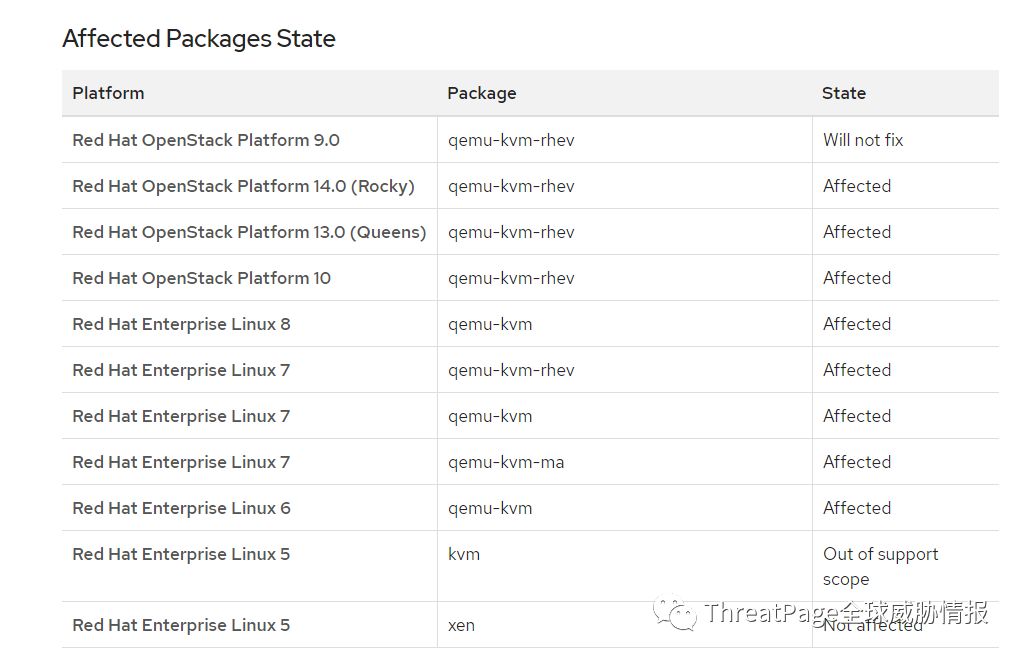 Affected Packages State
Platform Package State
Red Hat OpenStack Platform 9.0 qemu-kvm-rhev Will not fix
Red Hat OpenStack Platform 14.0 (Rocky) qemu-kvm-rhev Affected
Red Hat OpenStack Platform 13.0 (Queens) qemu-kvm-rhev Affected
Red Hat OpenStack Platform 10 qemu-kvm-rhev Affected
Red Hat Enterprise Linux 8 qemu-kvm Affected
Red Hat Enterprise Linux 7 qemu-kvm-rhev Affected
Red Hat Enterprise Linux 7 qemu-kvm Affected
Red Hat Enterprise Linux 7 qemu-kvm-ma Affected
Red Hat Enterprise Linux 6 qemu-kvm Affected
Red Hat Enterprise Linux 5 kvm Out of support
scope
ThreatPage全球威胁情报
Red Hat Enterprise Linux 5 xen Not affected